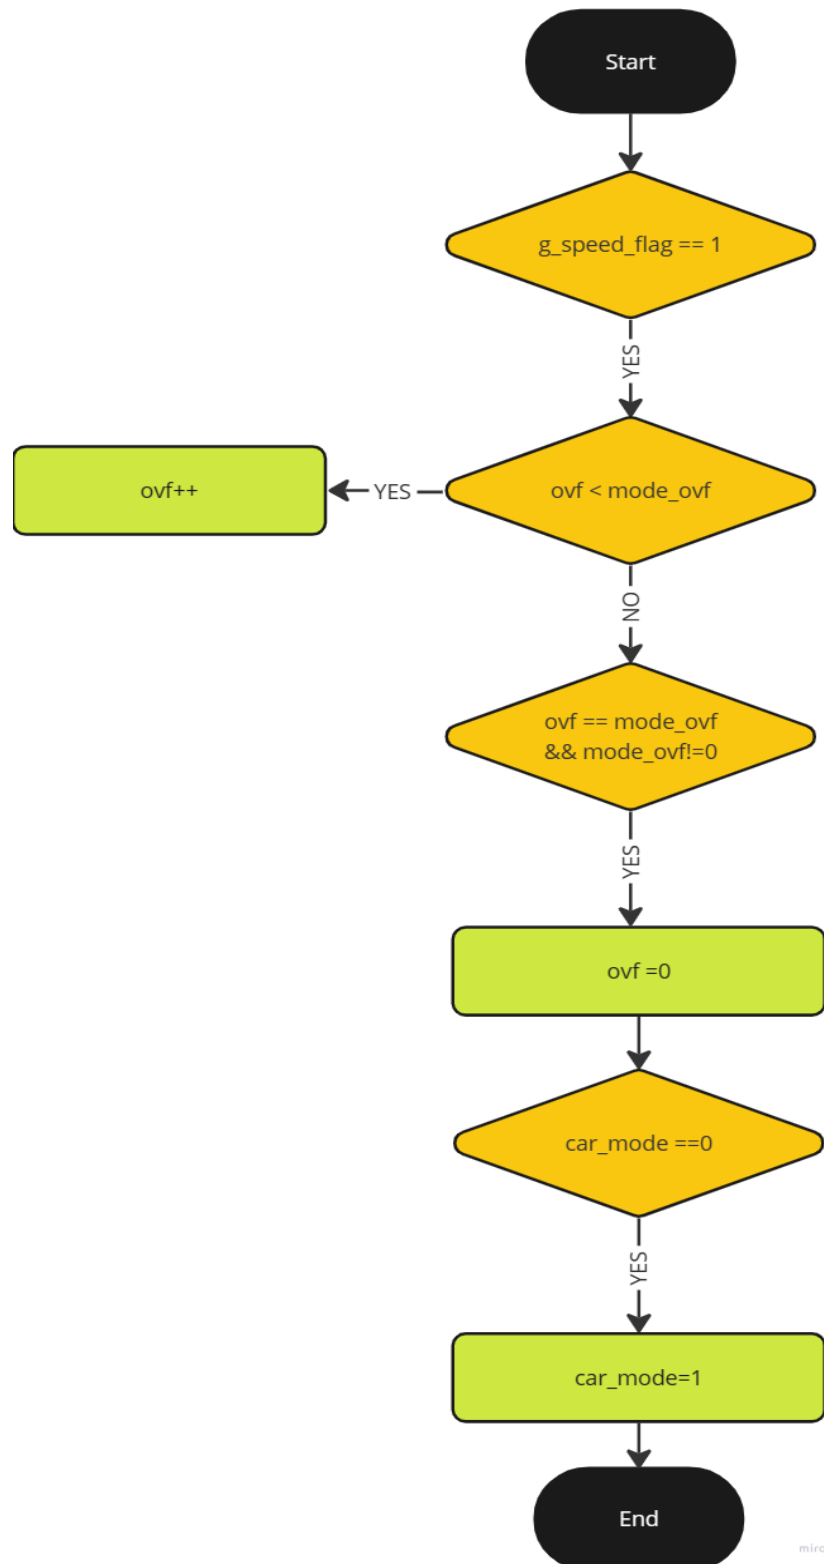 Start
g_speed_flag == 1
YES
ovf < mode_ovf
YES
ovf++
NO
ovf == mode_ovf
&& mode_ovf!=0
YES
ovf =0
car_mode ==0
YES
car_mode=1
End